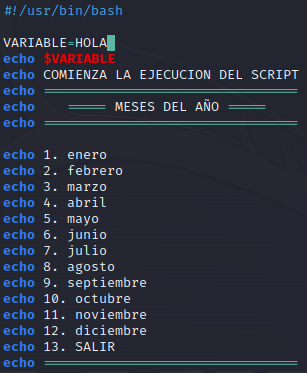 #!/usr/bin/bash
VARIABLE=HOLA
echo $VARIABLE
echo COMIENZA LA EJECUCION DEL SCRIPT
echo ================================
echo    ===== MESES DEL AÑO =====
echo ================================
echo 1. enero
echo 2. febrero
echo 3. marzo
echo 4. abril
echo 5. mayo
echo 6. junio
echo 7. julio
echo 8. agosto
echo 9. septiembre
echo 10. octubre
echo 11. noviembre
echo 12. diciembre
echo 13. SALIR
echo ================================